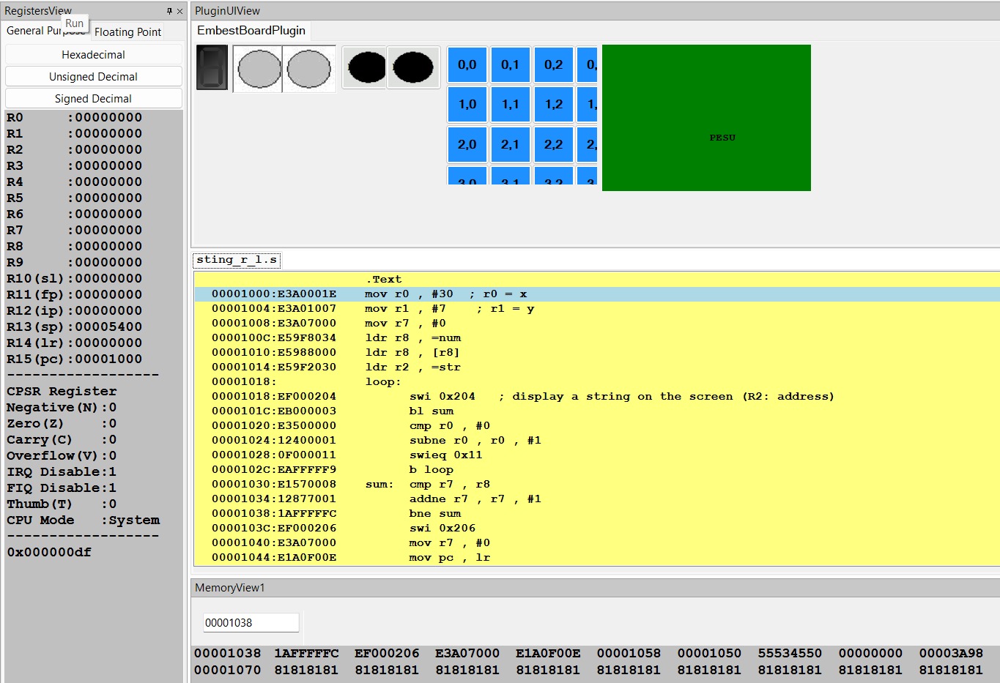 RegistersView
Run
General Purpose
Floating Point
Hexadecimal
Unsigned Decimal
Signed Decimal
R0 :00000000
R1 :00000000
R2 :00000000
R3 :00000000
R4 :00000000
R5 :00000000
R6 :00000000
R7 :00000000
R8 :00000000
R9 :00000000
R10(sl):00000000
R11(fp):00000000
R12(ip):00000000
R13(sp):00005400
R14(lr):00000000
R15(pc):00001000
------------------
CPSR Register
Negative(N):0
Zero(Z) :0
Carry(C) :0
Overflow(V):0
IRQ Disable:1
FIQ Disable:1
Thumb(T) :0
CPU Mode :System
------------------
0x000000df
PluginUIView
EmbestBoardPlugin
0,0 0,1 0,2 0,
1,0 1,1 1,2 1,
2,0 2,1 2,2 2,
3,0 3,1 3,2 3
PESU
sting_r_l.s
.Text
00001000:E3A0001E mov r0 , #30 ; r0 = x
00001004:E3A01007 mov r1 , #7 ; r1 = y
00001008:E3A07000 mov r7 , #0
0000100C:E59F8034 ldr r8 , =num
00001010:E5988000 ldr r8 , [r8]
00001014:E59F2030 ldr r2 , =str
00001018: loop:
00001018:EF000204 swi 0x204 ; display a string on the screen (R2: address)
0000101C:EB000003 bl sum
00001020:E3500000 cmp r0 , #0
00001024:12400001 subne r0 , r0 , #1
00001028:0F000011 swieq 0x11
0000102C:EAFFFFF9 b loop
00001030:E1570008 sum: cmp r7 , r8
00001034:12877001 addne r7 , r7 , #1
00001038:1AFFFFFC bne sum
0000103C:EF000206 swi 0x206
00001040:E3A07000 mov r7 , #0
00001044:E1A0F00E mov pc , lr
MemoryView1
00001038
00001038 1AFFFFFC EF000206 E3A07000 E1A0F00E 00001058 00001050 55534550 00000000 00003A98
00001070 81818181 81818181 81818181 81818181 81818181 81818181 81818181 81818181 81818181